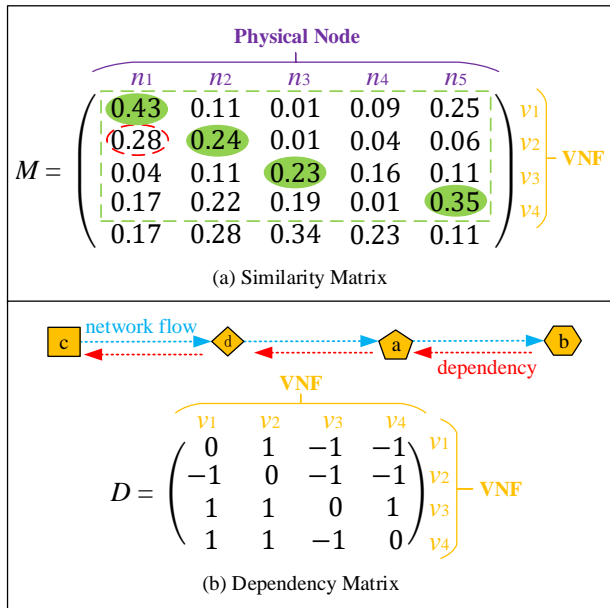 Physical Node
n1 n2 n3 n4 n5
0.43 0.11 0.01 0.09 0.25 v1
0.28 0.24 0.01 0.04 0.06 v2
M = 0.04 0.11 0.23 0.16 0.11 v3 VNF
0.17 0.22 0.19 0.01 0.35 v4
0.17 0.28 0.34 0.23 0.11
(a) Similarity Matrix
network flow
c d a b
dependency
VNF
v1 v2 v3 v4
0 1 −1 −1 v1
−1 0 −1 −1 v2
D = 1 1 0 1 v3 VNF
1 1 −1 0 v4
(b) Dependency Matrix